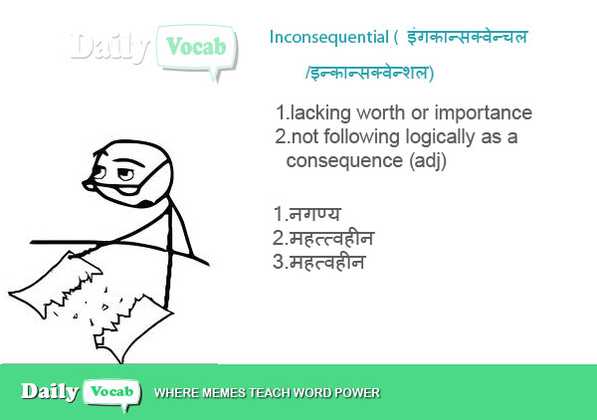 Daily Vocab
Inconsequential ( इंगकान्सक्वेन्चल
/इन्कान्सक्वेन्शल)
1.lacking worth or importance
2.not following logically as a
consequence (adj)
1.नगण्य
2.महत्त्वहीन
3.महत्वहीन
Daily Vocab WHERE MEMES TEACH WORD POWER